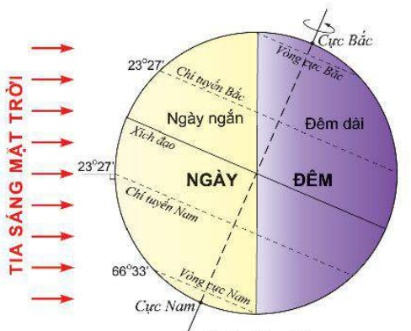 Cực Bắc
Vòng cực Bắc
23°27'
Chí tuyến Bắc
Ngày ngắn
Đêm dài
Xích đạo
TIA SÁNG MẶT TRỜI
23°27'
NGÀY
ĐÊM
Chí tuyến Nam
66°33'
Vòng cực Nam
Cực Nam